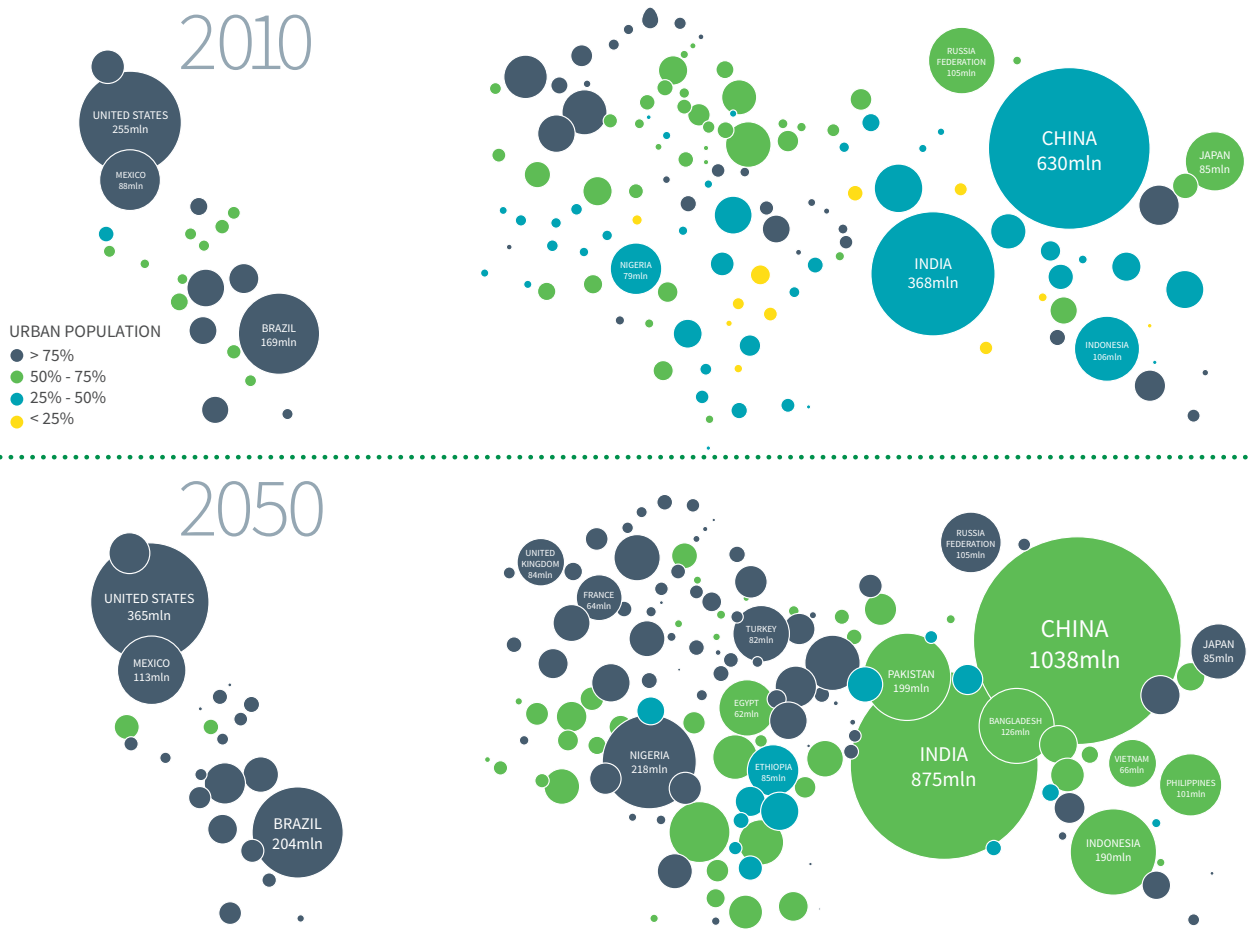 2010
RUSSIA
FEDERATION
105mln
UNITED STATES
255mln
CHINA
630mln
JAPAN
85mln
MEXICO
88mln
NIGERIA
79mln
INDIA
368mln
BRAZIL
169mln
INDONESIA
106mln
URBAN POPULATION
> 75%
50% - 75%
25% - 50%
< 25%
2050
RUSSIA
FEDERATION
105mln
UNITED
KINGDOM
84mln
FRANCE
64mln
UNITED STATES
365mln
TURKEY
82mln
CHINA
1038mln
JAPAN
85mln
MEXICO
113mln
PAKISTAN
199mln
EGYPT
62mln
BANGLADESH
126mln
NIGERIA
218mln
INDIA
875mln
VIETNAM
66mln
ETHIOPIA
85mln
PHILIPPINES
101mln
BRAZIL
204mln
INDONESIA
190mln